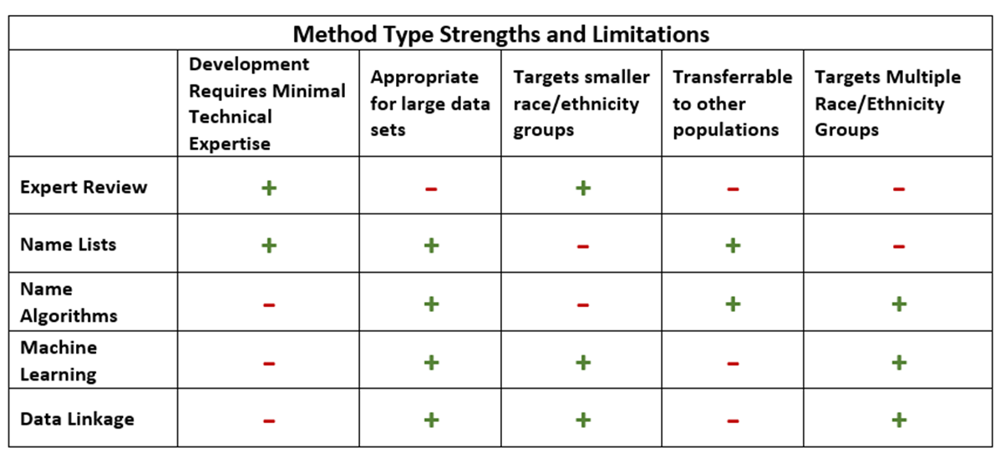 Method Type Strengths and Limitations
Development
Requires Minimal
Technical
Expertise
Appropriate
for large data
sets
Targets smaller
race/ethnicity
groups
Transferrable
to other
populations
Targets Multiple
Race/Ethnicity
Groups
Expert Review + - + - -
Name Lists + + - + -
Name
Algorithms - + - + +
Machine
Learning - + + - +
Data Linkage - + + - +